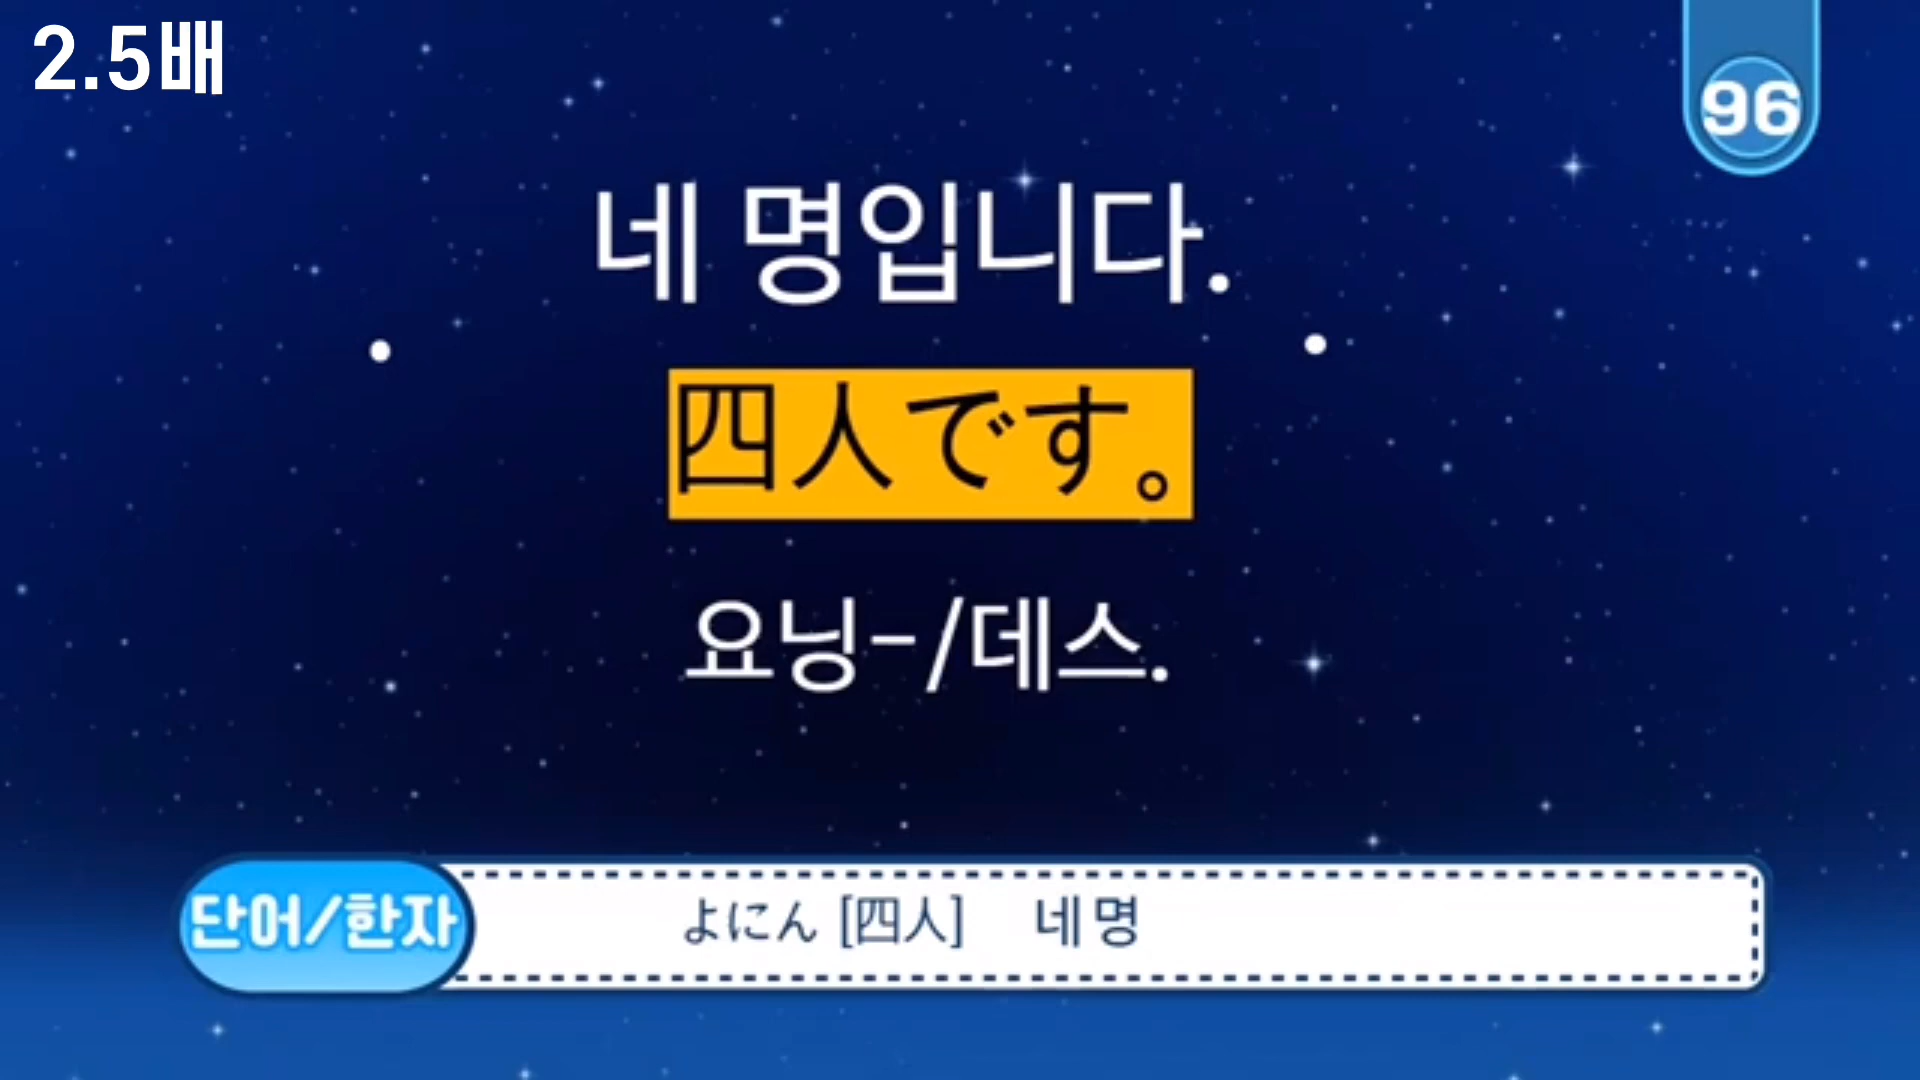 2.5배
96
네 명입니다.
四人です。
요닝-/데스.
단어/한자
よにん [四人] 네 명